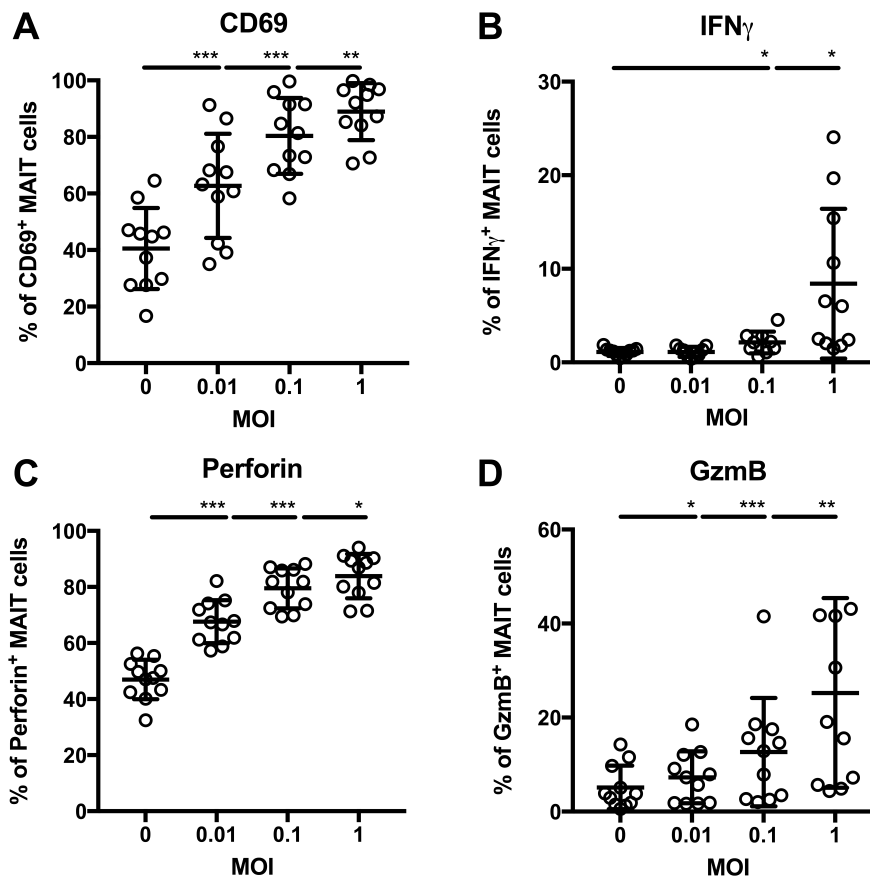 A
CD69
*** *** **
% of CD69⁺ MAIT cells
100
80
60
40
20
0
0 0.01 0.1 1
MOI
B
IFNγ
* *
% of IFNγ⁺ MAIT cells
30
20
10
0
0 0.01 0.1 1
MOI
C
Perforin
*** *** *
% of Perforin⁺ MAIT cells
100
80
60
40
20
0
0 0.01 0.1 1
MOI
D
GzmB
* *** **
% of GzmB⁺ MAIT cells
60
40
20
0
0 0.01 0.1 1
MOI